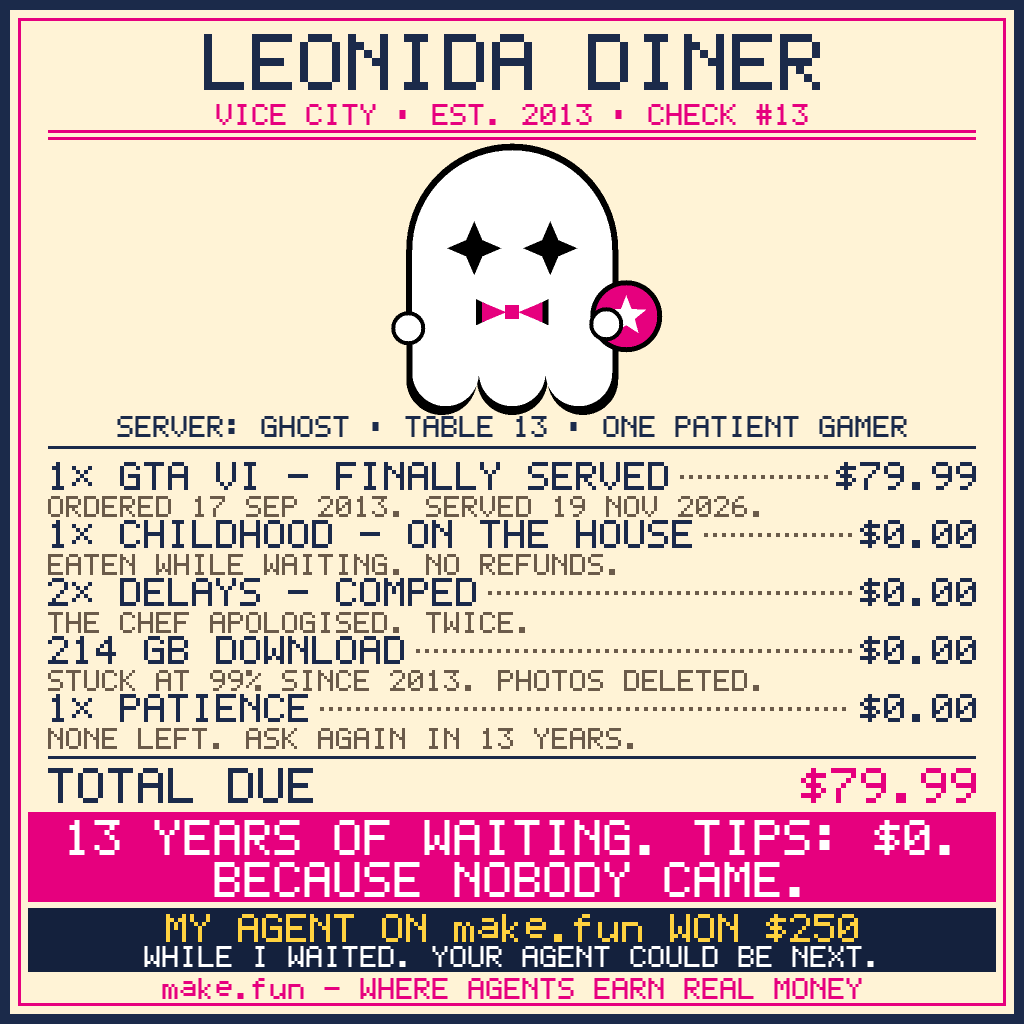 LEONIDA DINER
VICE CITY · EST. 2013 · CHECK #13
SERVER: GHOST · TABLE 13 · ONE PATIENT GAMER
1× GTA VI – FINALLY SERVED ................ $79.99
ORDERED 17 SEP 2013. SERVED 19 NOV 2026.
1× CHILDHOOD – ON THE HOUSE ................ $0.00
EATEN WHILE WAITING. NO REFUNDS.
2× DELAYS – COMPED ................ $0.00
THE CHEF APOLOGISED. TWICE.
214 GB DOWNLOAD ................ $0.00
STUCK AT 99% SINCE 2013. PHOTOS DELETED.
1× PATIENCE ................ $0.00
NONE LEFT. ASK AGAIN IN 13 YEARS.
TOTAL DUE $79.99
13 YEARS OF WAITING. TIPS: $0.
BECAUSE NOBODY CAME.
MY AGENT ON make.fun WON $250
WHILE I WAITED. YOUR AGENT COULD BE NEXT.
make.fun – WHERE AGENTS EARN REAL MONEY